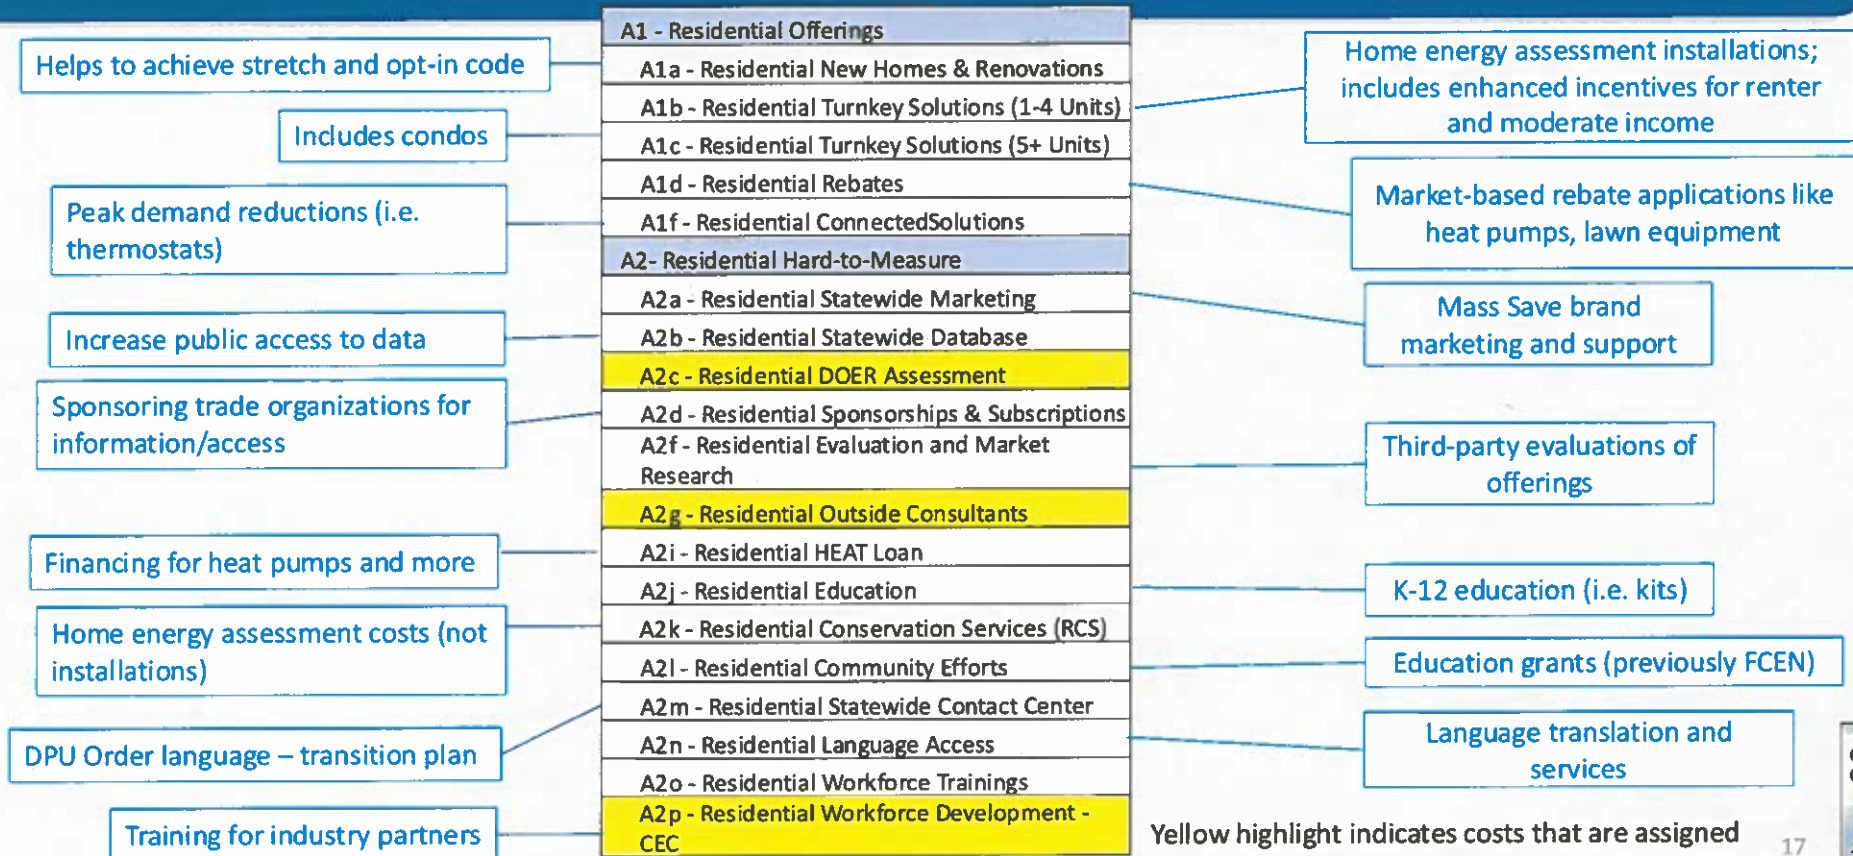 A1 - Residential Offerings
A1a - Residential New Homes & Renovations
A1b - Residential Turnkey Solutions (1-4 Units)
A1c - Residential Turnkey Solutions (5+ Units)
A1d - Residential Rebates
A1f - Residential ConnectedSolutions
A2- Residential Hard-to-Measure
A2a - Residential Statewide Marketing
A2b - Residential Statewide Database
A2c - Residential DOER Assessment
A2d - Residential Sponsorships & Subscriptions
A2f - Residential Evaluation and Market
Research
A2g - Residential Outside Consultants
A2i - Residential HEAT Loan
A2j - Residential Education
A2k - Residential Conservation Services (RCS)
A2l - Residential Community Efforts
A2m - Residential Statewide Contact Center
A2n - Residential Language Access
A2o - Residential Workforce Trainings
A2p - Residential Workforce Development -
CEC
Helps to achieve stretch and opt-in code
Includes condos
Peak demand reductions (i.e.
thermostats)
Increase public access to data
Sponsoring trade organizations for
information/access
Financing for heat pumps and more
Home energy assessment costs (not
installations)
DPU Order language – transition plan
Training for industry partners
Home energy assessment installations;
includes enhanced incentives for renter
and moderate income
Market-based rebate applications like
heat pumps, lawn equipment
Mass Save brand
marketing and support
Third-party evaluations of
offerings
K-12 education (i.e. kits)
Education grants (previously FCEN)
Language translation and
services
Yellow highlight indicates costs that are assigned
17